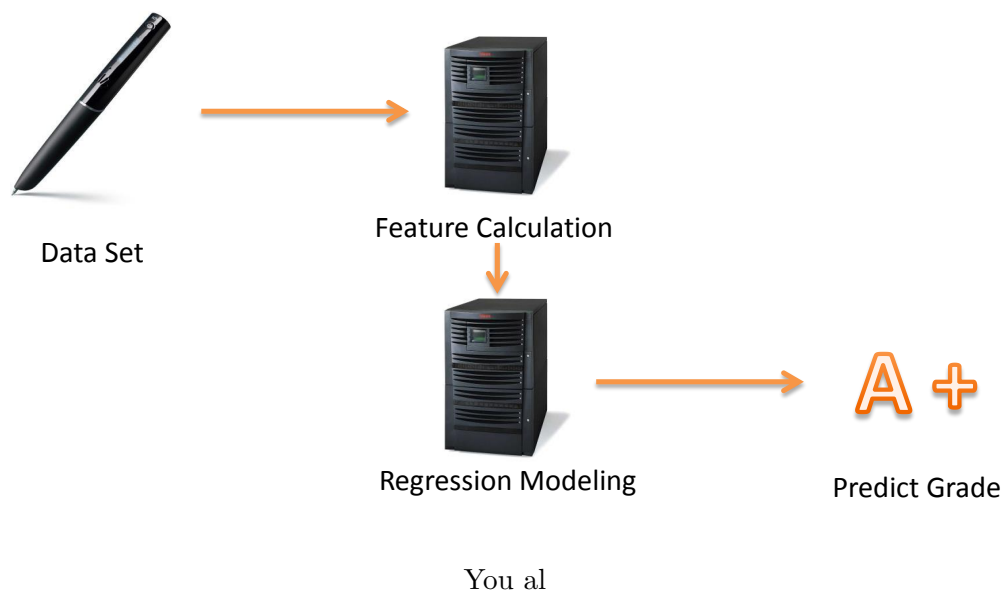 Data Set
Feature Calculation
Regression Modeling
A +
Predict Grade
You al